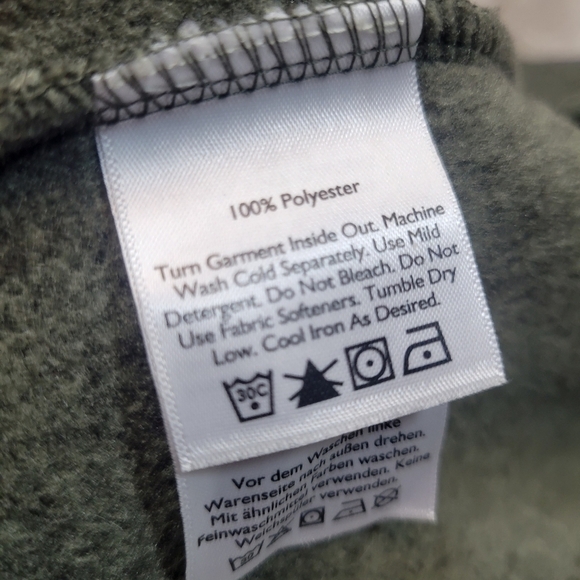 100% Polyester
Turn Garment Inside Out. Machine
Wash Cold Separately. Use Mild
Detergent. Do Not Bleach. Do Not
Use Fabric Softeners. Tumble Dry
Low. Cool Iron As Desired.
30C
Vor dem Waschen linke
Warenseite nach außen drehen.
Mit ähnlichen Farben waschen.
Feinwaschmittel verwenden. Keine
Weichspüler verwenden.